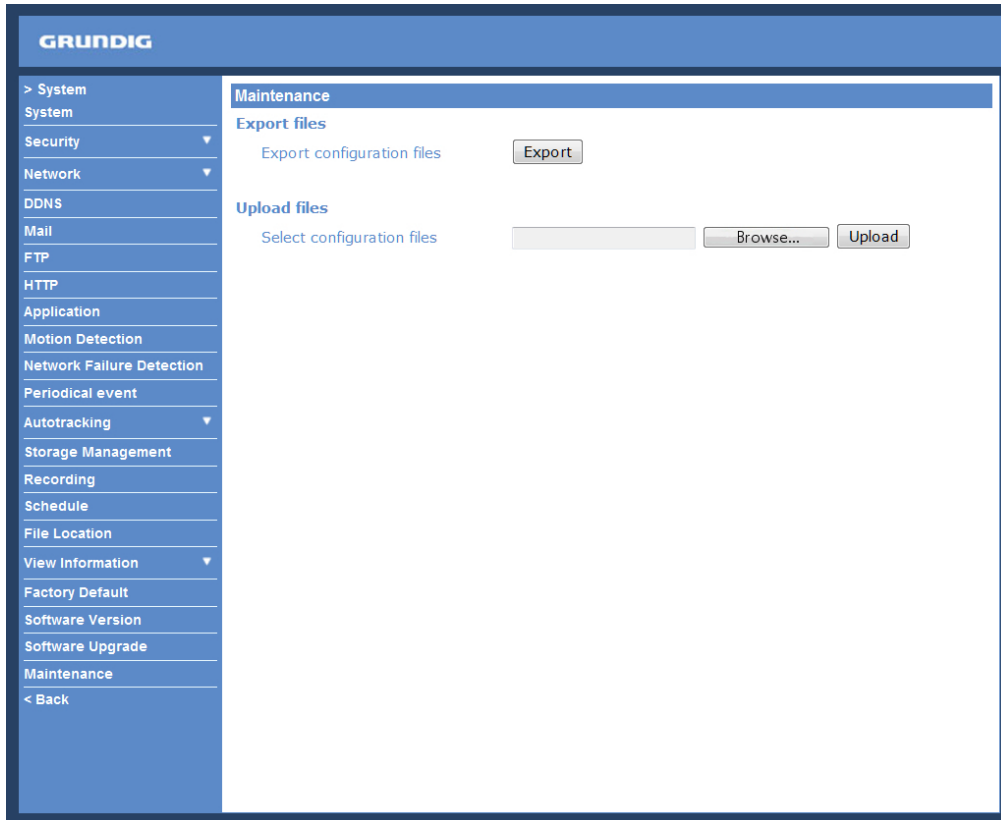 GRUNDIG
> System
System
Security
Network
DDNS
Mail
FTP
HTTP
Application
Motion Detection
Network Failure Detection
Periodical event
Autotracking
Storage Management
Recording
Schedule
File Location
View Information
Factory Default
Software Version
Software Upgrade
Maintenance
< Back
Maintenance
Export files
Export configuration files Export
Upload files
Select configuration files Browse... Upload